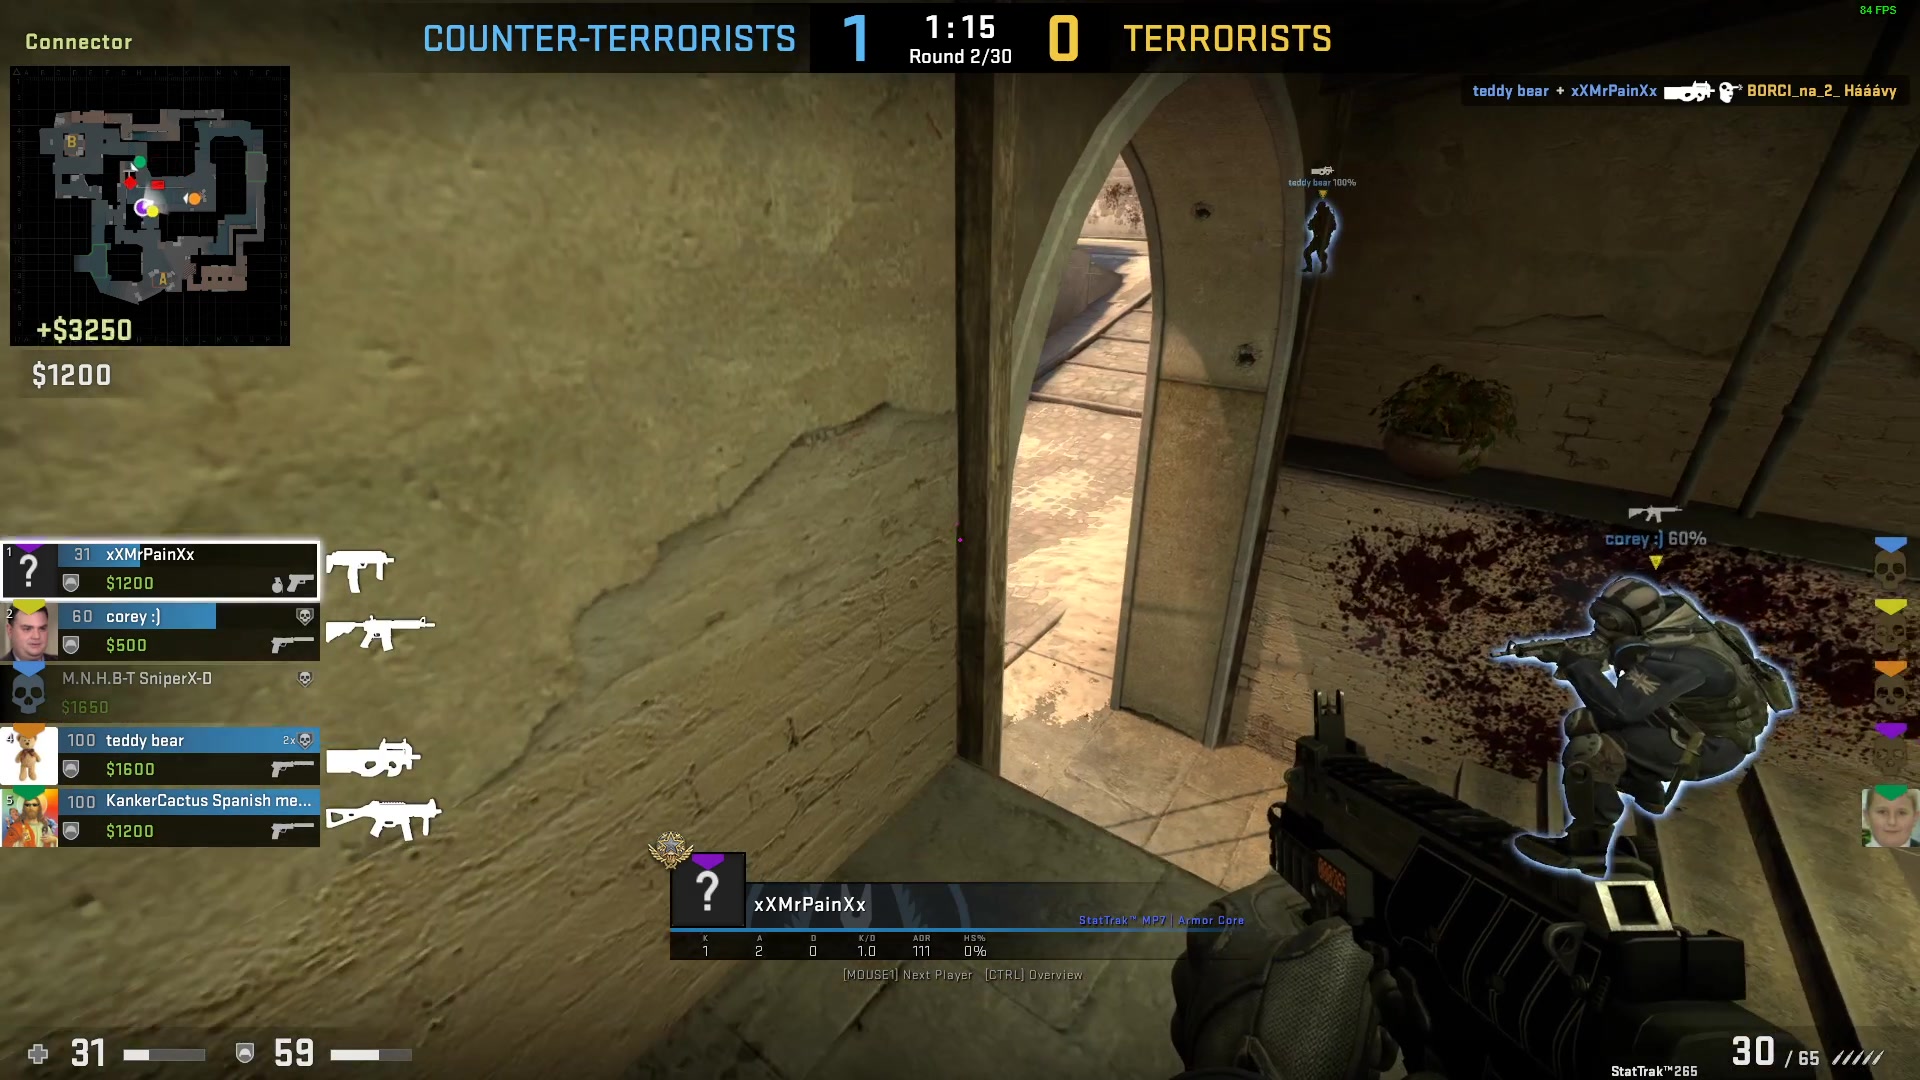 84 FPS
Connector
COUNTER-TERRORISTS
1
1:15
Round 2/30
0
TERRORISTS
teddy bear + xXMrPainXx BORCI_na_2_ Hááávy
B
A
+$3250
$1200
teddy bear 100%
corey :) 60%
1
?
31 xXMrPainXx
$1200
2
60 corey :)
$500
M.N.H.B-T SniperX-D
$1650
4
100 teddy bear 2x
$1600
5
100 KankerCactus Spanish me...
$1200
?
xXMrPainXx
StatTrak™ MP7 | Armor Core
K A D K/D ADR HS%
1 2 0 1.0 111 0%
[MOUSE1] Next Player [CTRL] Overview
31 59
30 / 65
StatTrak™265